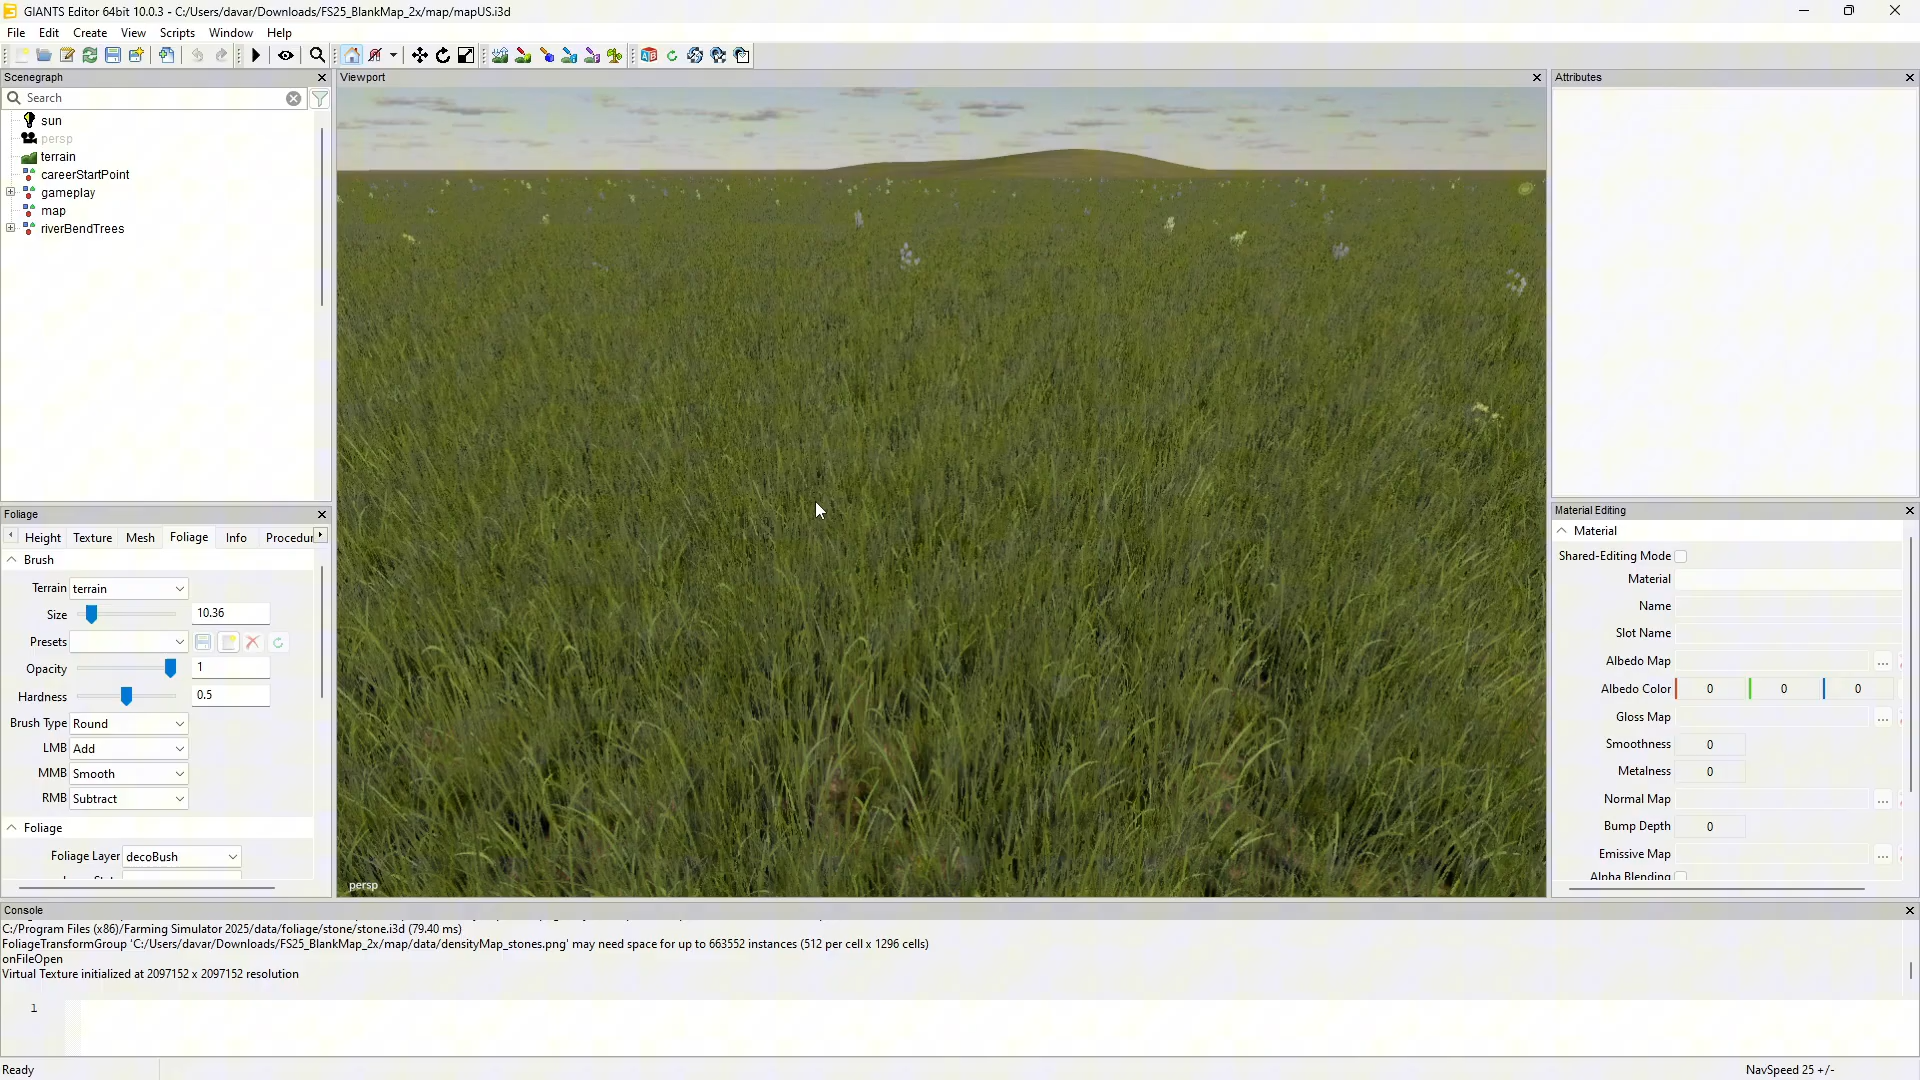 GIANTS Editor 64bit 10.0.3 - C:/Users/davar/Downloads/FS25_BlankMap_2x/map/mapUS.i3d
File Edit Create View Scripts Window Help
Scenegraph
Viewport
Attributes
Search
sun
persp
terrain
careerStartPoint
gameplay
map
riverBendTrees
Foliage
Height Texture Mesh Foliage Info Procedur
Brush
Terrain terrain
Size 10.36
Presets
Opacity 1
Hardness 0.5
Brush Type Round
LMB Add
MMB Smooth
RMB Subtract
Foliage
Foliage Layer decoBush
persp
Material Editing
Material
Shared-Editing Mode
Material
Name
Slot Name
Albedo Map ...
Albedo Color 0 0 0
Gloss Map ...
Smoothness 0
Metalness 0
Normal Map ...
Bump Depth 0
Emissive Map ...
Alpha Blending
Console
C:/Program Files (x86)/Farming Simulator 2025/data/foliage/stone/stone.i3d (79.40 ms)
FoliageTransformGroup 'C:/Users/davar/Downloads/FS25_BlankMap_2x/map/data/densityMap_stones.png' may need space for up to 663552 instances (512 per cell x 1296 cells)
onFileOpen
Virtual Texture initialized at 2097152 x 2097152 resolution
1
Ready
NavSpeed 25 +/-